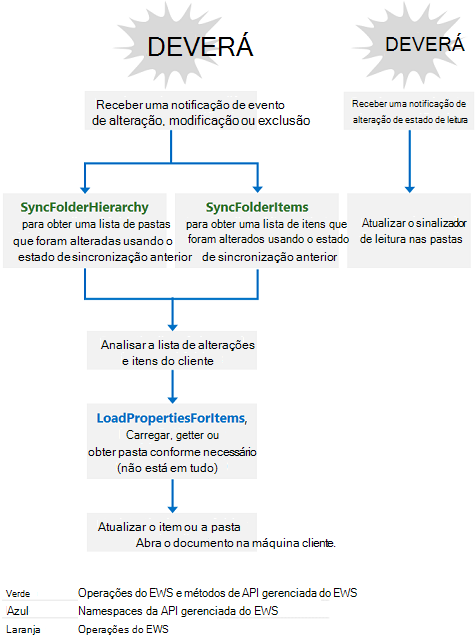 DEVERÁ
DEVERÁ
Receber uma notificação de evento
de alteração, modificação ou exclusão
Receber uma notificação de
alteração de estado de leitura
SyncFolderHierarchy
para obter uma lista de pastas
que foram alteradas usando o
estado de sincronização anterior
SyncFolderItems
para obter uma lista de itens que
foram alterados usando o estado
de sincronização anterior
Atualizar o sinalizador
de leitura nas pastas
Analisar a lista de alterações
e itens do cliente
LoadPropertiesForItems,
Carregar, getter ou
obter pasta conforme necessário
(não está em tudo)
Atualizar o item ou a pasta
Abra o documento na máquina cliente.
Verde Operações do EWS e métodos de API gerenciada do EWS
Azul Namespaces da API gerenciada do EWS
Laranja Operações do EWS